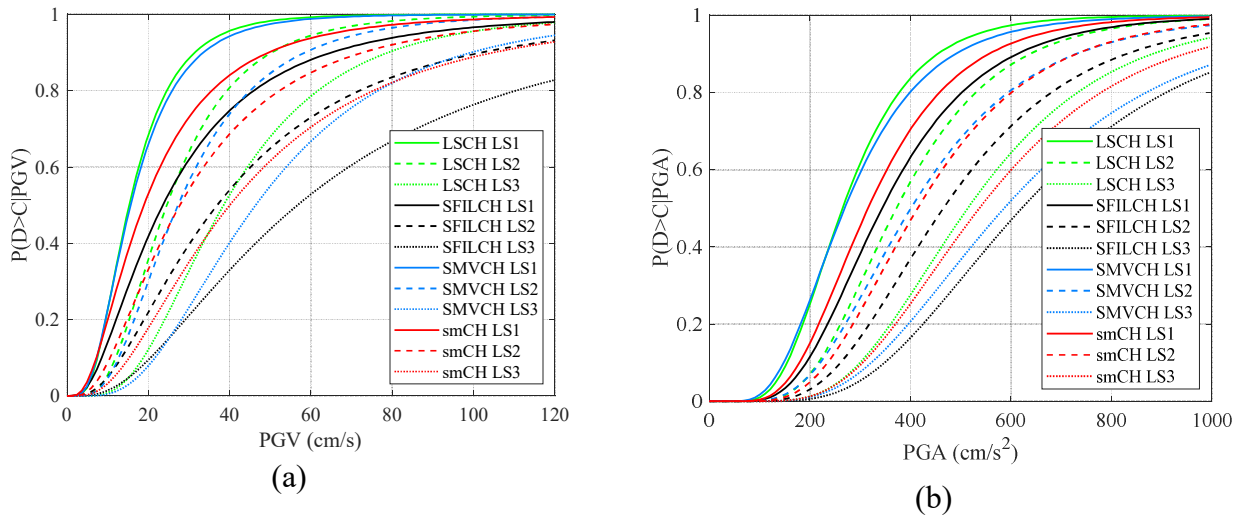 P(D>C|PGV)
1
0.8
0.6
0.4
0.2
0
0 20 40 60 80 100 120
PGV (cm/s)
LSCH LS1
LSCH LS2
LSCH LS3
SFILCH LS1
SFILCH LS2
SFILCH LS3
SMVCH LS1
SMVCH LS2
SMVCH LS3
smCH LS1
smCH LS2
smCH LS3
(a)
P(D>C|PGA)
1
0.8
0.6
0.4
0.2
0
0 200 400 600 800 1000
PGA (cm/s²)
LSCH LS1
LSCH LS2
LSCH LS3
SFILCH LS1
SFILCH LS2
SFILCH LS3
SMVCH LS1
SMVCH LS2
SMVCH LS3
smCH LS1
smCH LS2
smCH LS3
(b)